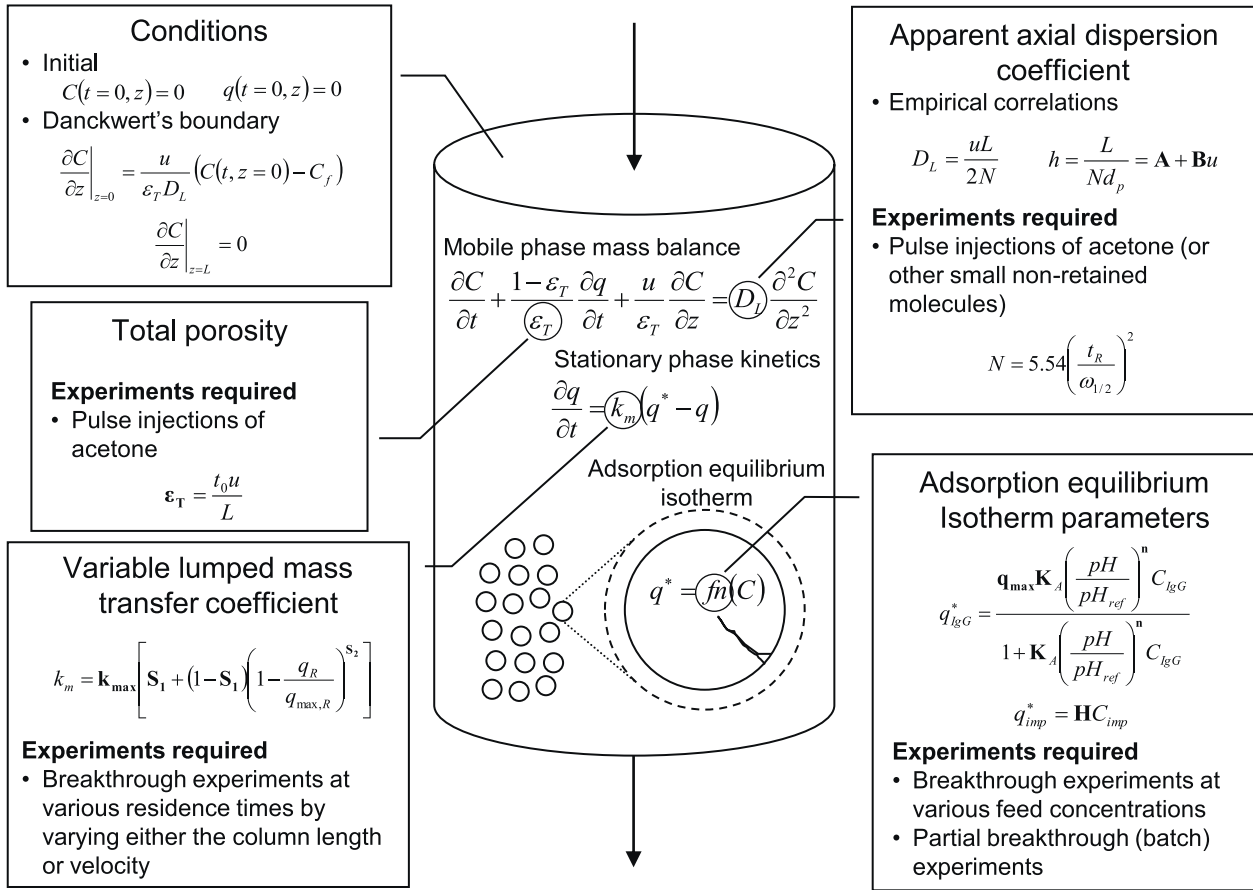 Conditions
• Initial
C(t = 0, z) = 0 q(t = 0, z) = 0
• Danckwert's boundary
∂C/∂z|z=0 = u/(εT DL) (C(t, z = 0) − Cf)
∂C/∂z|z=L = 0
Total porosity
Experiments required
• Pulse injections of
acetone
εT = t0u/L
Variable lumped mass
transfer coefficient
km = kmax[S1 + (1 − S1)(1 − qR/qmax,R)^S2]
Experiments required
• Breakthrough experiments at
various residence times by
varying either the column length
or velocity
Mobile phase mass balance
∂C/∂t + (1 − εT)/εT ∂q/∂t + u/εT ∂C/∂z = DL ∂²C/∂z²
Stationary phase kinetics
∂q/∂t = km(q* − q)
Adsorption equilibrium
isotherm
q* = fn(C)
Apparent axial dispersion
coefficient
• Empirical correlations
DL = uL/2N h = L/(Ndp) = A + Bu
Experiments required
• Pulse injections of acetone (or
other small non-retained
molecules)
N = 5.54(tR/ω1/2)²
Adsorption equilibrium
Isotherm parameters
q*IgG = qmax KA (pH/pHref)^n CIgG / (1 + KA (pH/pHref)^n CIgG)
q*imp = HCimp
Experiments required
• Breakthrough experiments at
various feed concentrations
• Partial breakthrough (batch)
experiments